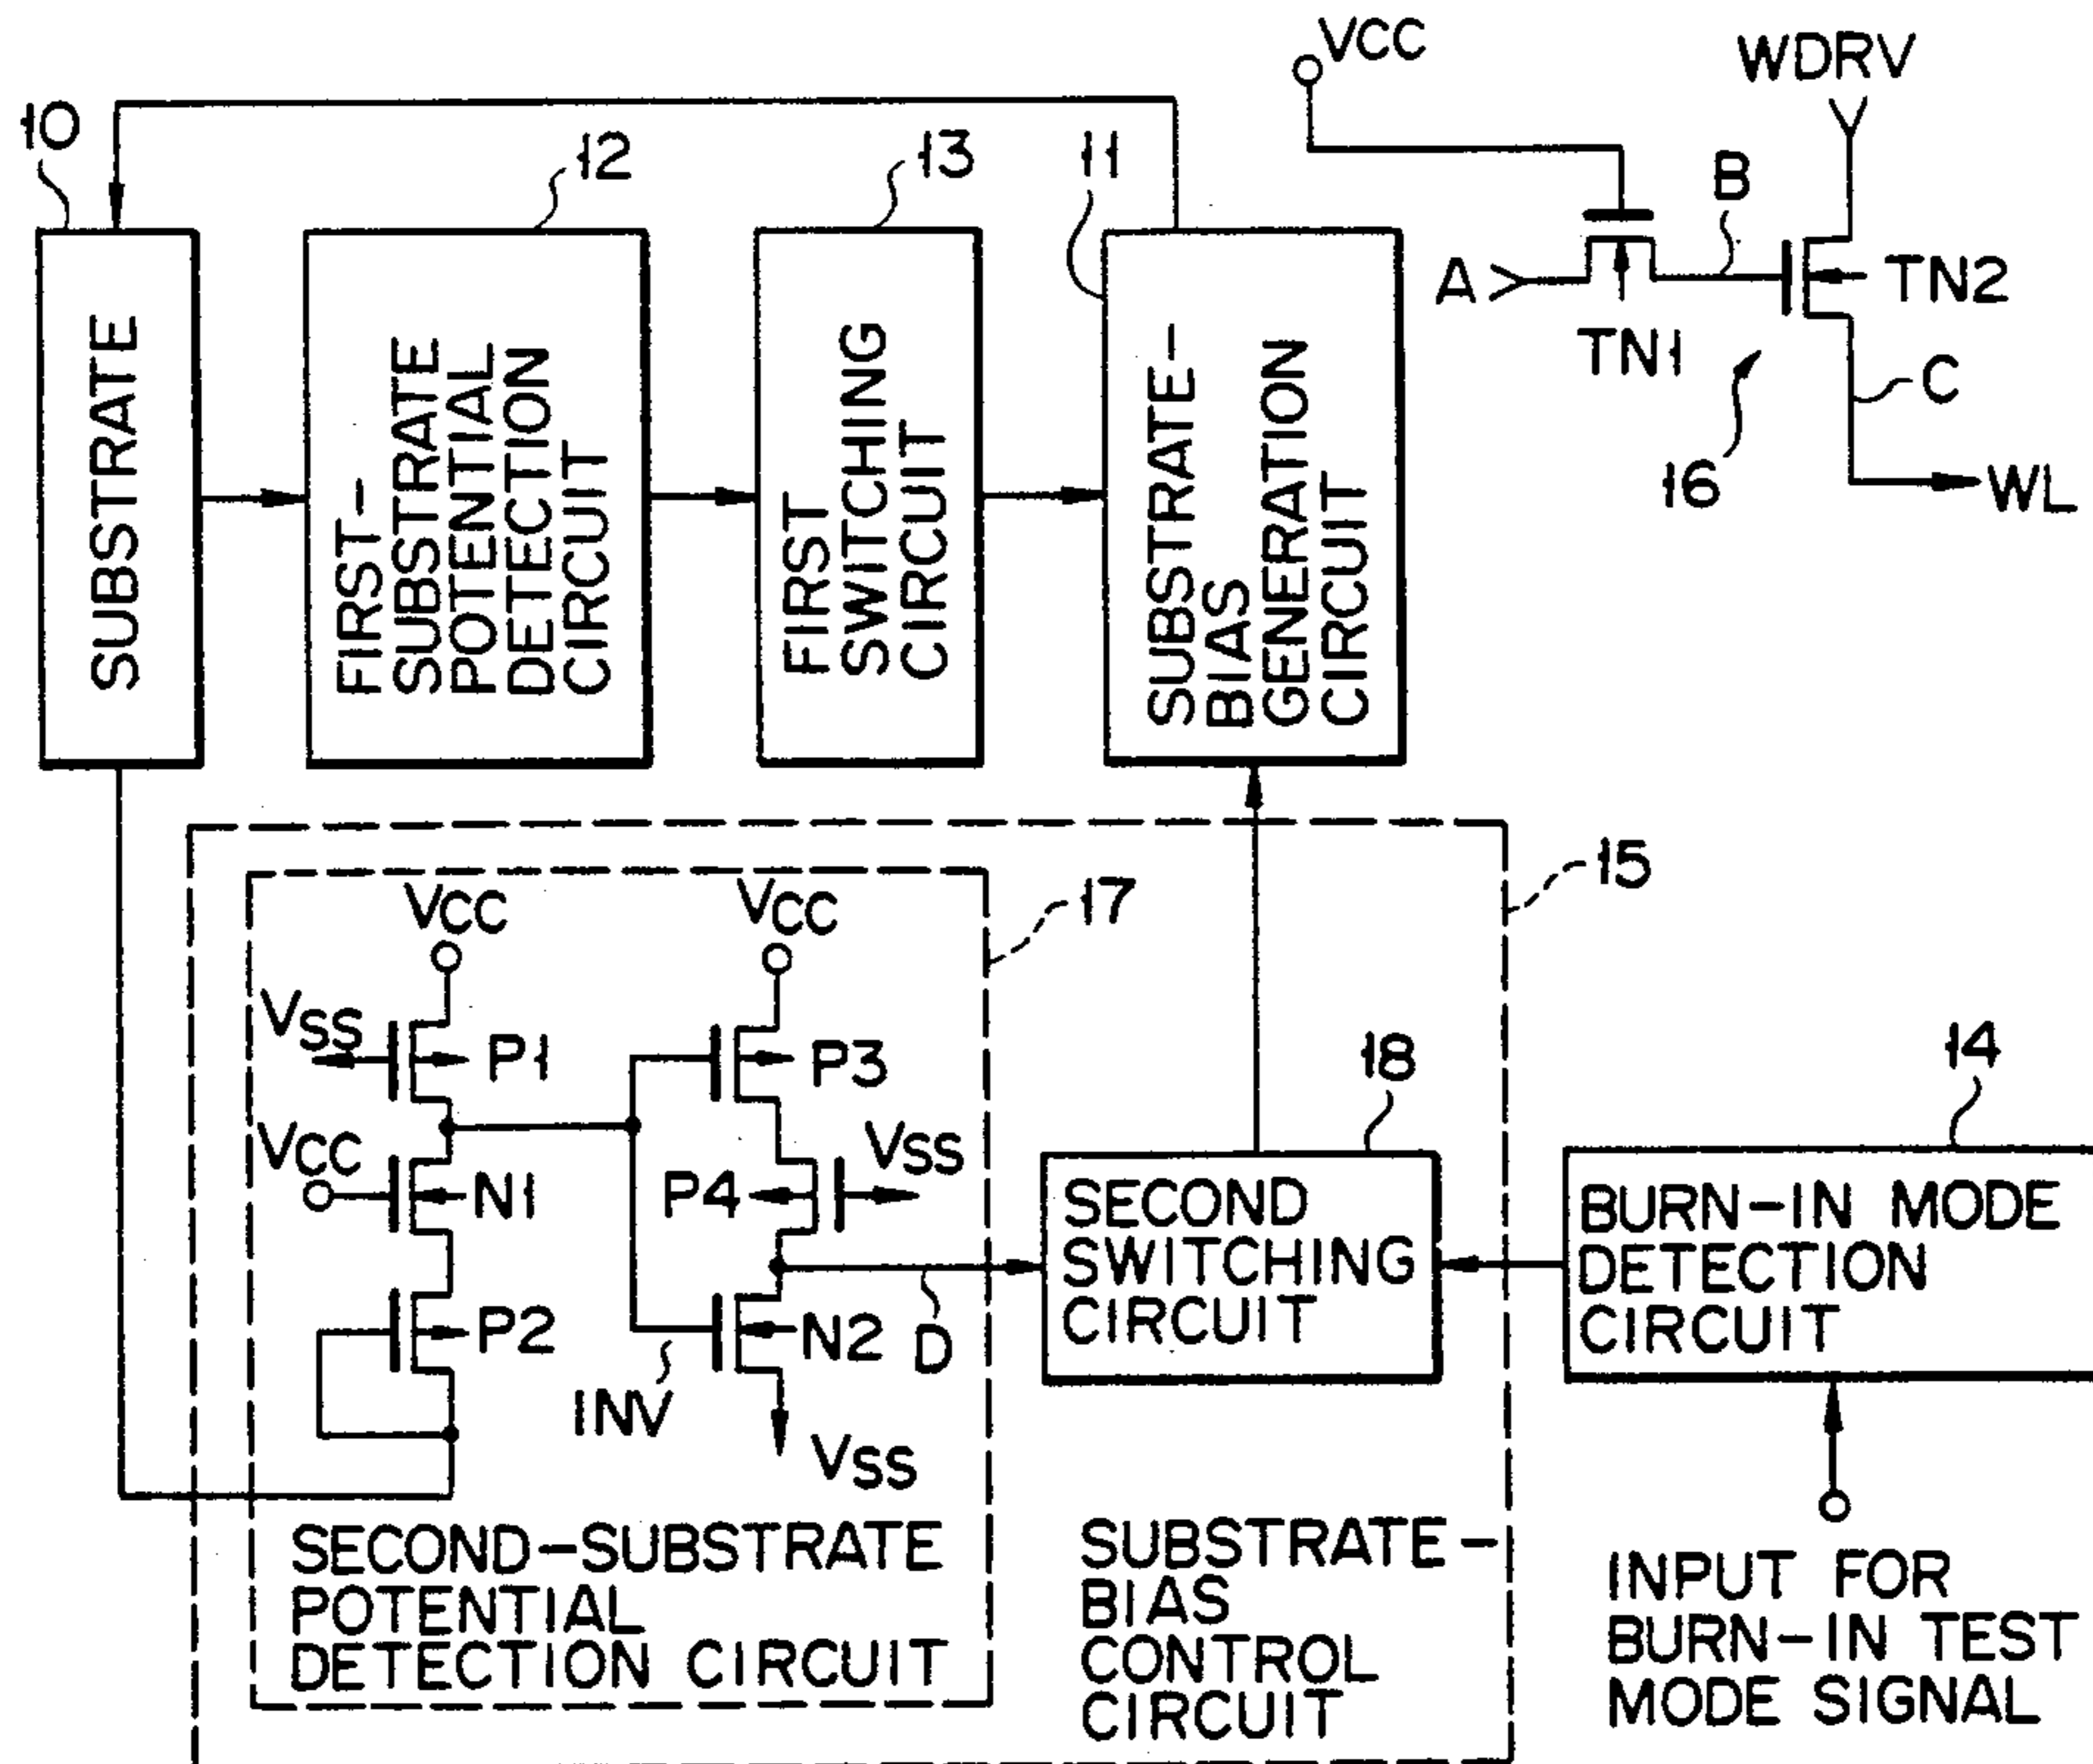 VCC
WDRV
10
12
13
11
B
A
TN2
TN1
C
16
WL
SUBSTRATE
FIRST-
SUBSTRATE
POTENTIAL
DETECTION
CIRCUIT
FIRST
SWITCHING
CIRCUIT
SUBSTRATE-
BIAS
GENERATION
CIRCUIT
15
17
VCC
VCC
VSS
P1
P3
18
14
VCC
N1
P4
VSS
SECOND
SWITCHING
CIRCUIT
BURN-IN MODE
DETECTION
CIRCUIT
P2
N2
D
INV
VSS
SECOND-SUBSTRATE
POTENTIAL
DETECTION CIRCUIT
SUBSTRATE-
BIAS
CONTROL
CIRCUIT
INPUT FOR
BURN-IN TEST
MODE SIGNAL